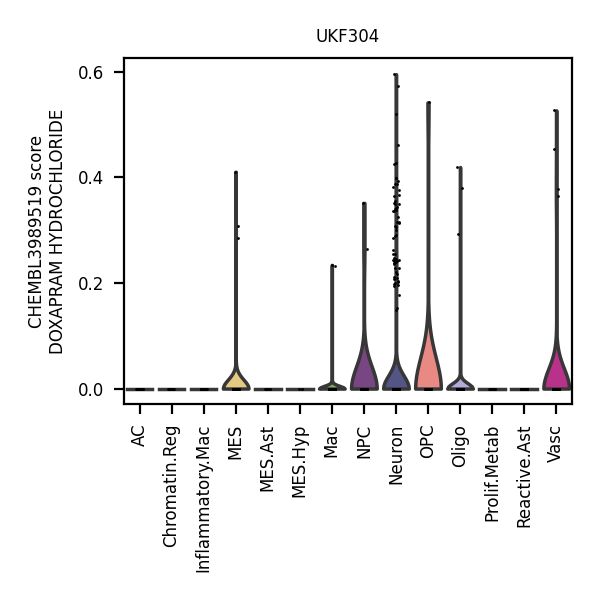 UKF304
CHEMBL3989519 score
DOXAPRAM HYDROCHLORIDE
0.6
0.4
0.2
0.0
AC
Chromatin.Reg
Inflammatory.Mac
MES
MES.Ast
MES.Hyp
Mac
NPC
Neuron
OPC
Oligo
Prolif.Metab
Reactive.Ast
Vasc